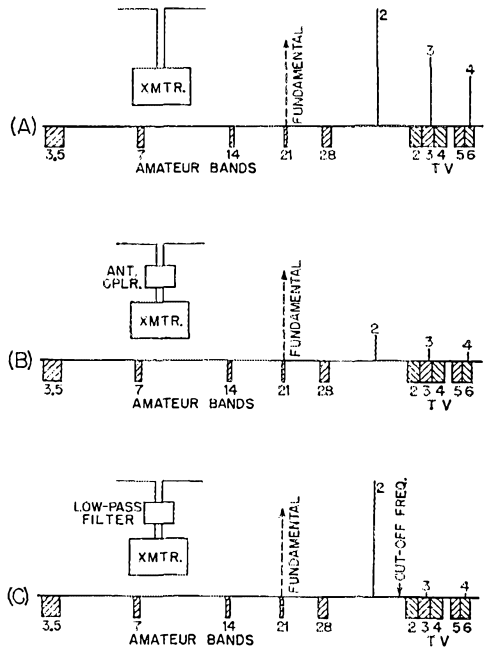 2
3
4
XMTR.
FUNDAMENTAL
(A)
3.5 7 14 21 28 2 3 4 5 6
AMATEUR BANDS TV
ANT.
CPLR.
XMTR.
FUNDAMENTAL
2
3 4
(B)
3.5 7 14 21 28 2 3 4 5 6
AMATEUR BANDS TV
LOW-PASS
FILTER
XMTR.
FUNDAMENTAL
2
CUT-OFF FREQ.
3 4
(C)
3.5 7 14 21 28 2 3 4 5 6
AMATEUR BANDS TV